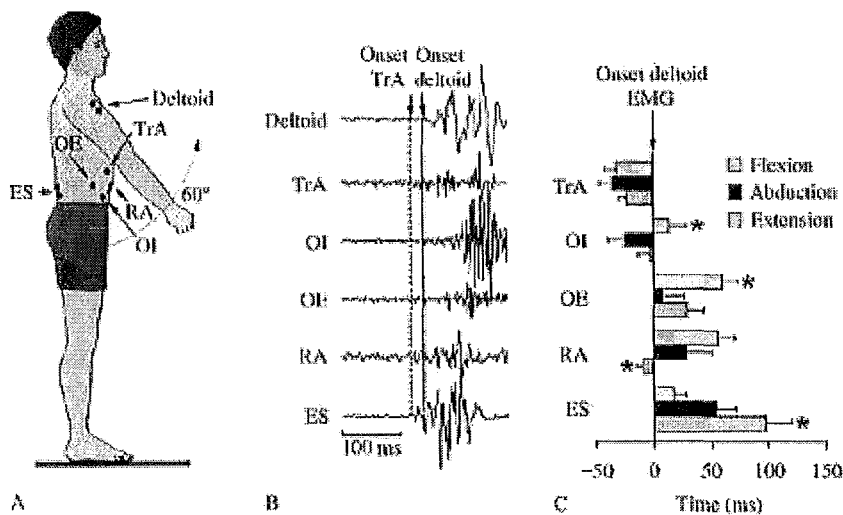 Deltoid
TrA
OE
ES
60°
RA
OI
A
Onset Onset
TrA deltoid
Deltoid
TrA
OI
OE
RA
ES
100 ms
B
Onset deltoid
EMG
TrA
OI
OE
RA
ES
Flexion
Abduction
Extension
*
*
*
*
−50 0 50 100 150
Time (ms)
C